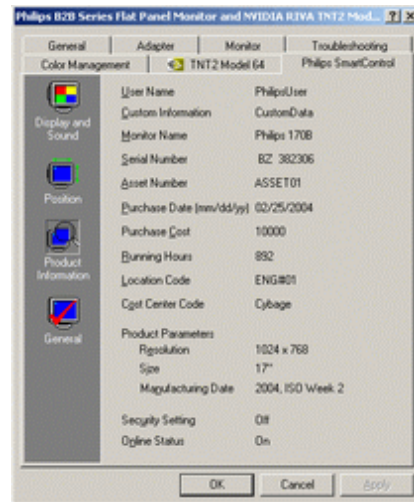 Philips B2B Series Flat Panel Monitor and NVIDIA RIVA TNT2 Mod...
General Adapter Monitor Troubleshooting
Color Management TNT2 Model 64 Philips SmartControl
Display and Sound
Position
Product Information
General
User Name PhilipsUser
Custom Information CustomData
Monitor Name Philips 170B
Serial Number BZ 382306
Asset Number ASSET01
Purchase Date (mm/dd/yy) 02/25/2004
Purchase Cost 10000
Running Hours 892
Location Code ENG#01
Cost Center Code Cybage
Product Parameters
Resolution 1024 x 768
Size 17"
Manufacturing Date 2004, ISO Week 2
Security Setting Off
Online Status On
OK Cancel Apply